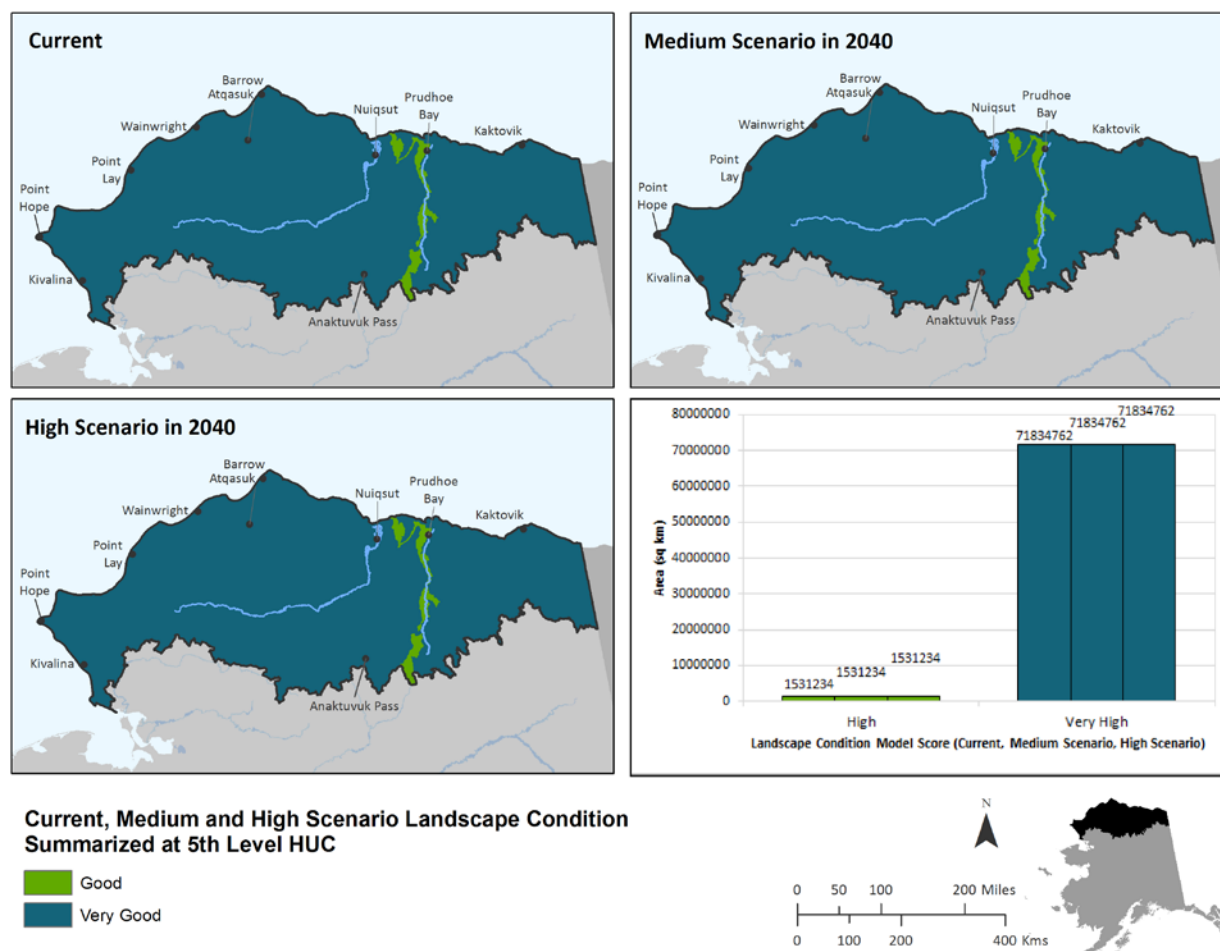 Current
Barrow
Atqasuk
Nuiqsut
Prudhoe
Bay
Wainwright
Kaktovik
Point
Lay
Point
Hope
Kivalina
Anaktuvuk Pass
Medium Scenario in 2040
Barrow
Atqasuk
Nuiqsut
Prudhoe
Bay
Wainwright
Kaktovik
Point
Lay
Point
Hope
Kivalina
Anaktuvuk Pass
High Scenario in 2040
Barrow
Atqasuk
Nuiqsut
Prudhoe
Bay
Wainwright
Kaktovik
Point
Lay
Point
Hope
Kivalina
Anaktuvuk Pass
80000000
70000000
60000000
50000000
40000000
30000000
20000000
10000000
0
Area (sq km)
1531234
1531234
1531234
71834762
71834762
71834762
High
Very High
Landscape Condition Model Score (Current, Medium Scenario, High Scenario)
Current, Medium and High Scenario Landscape Condition
Summarized at 5th Level HUC
Good
Very Good
N
0 50 100 200 Miles
0 100 200 400 Kms